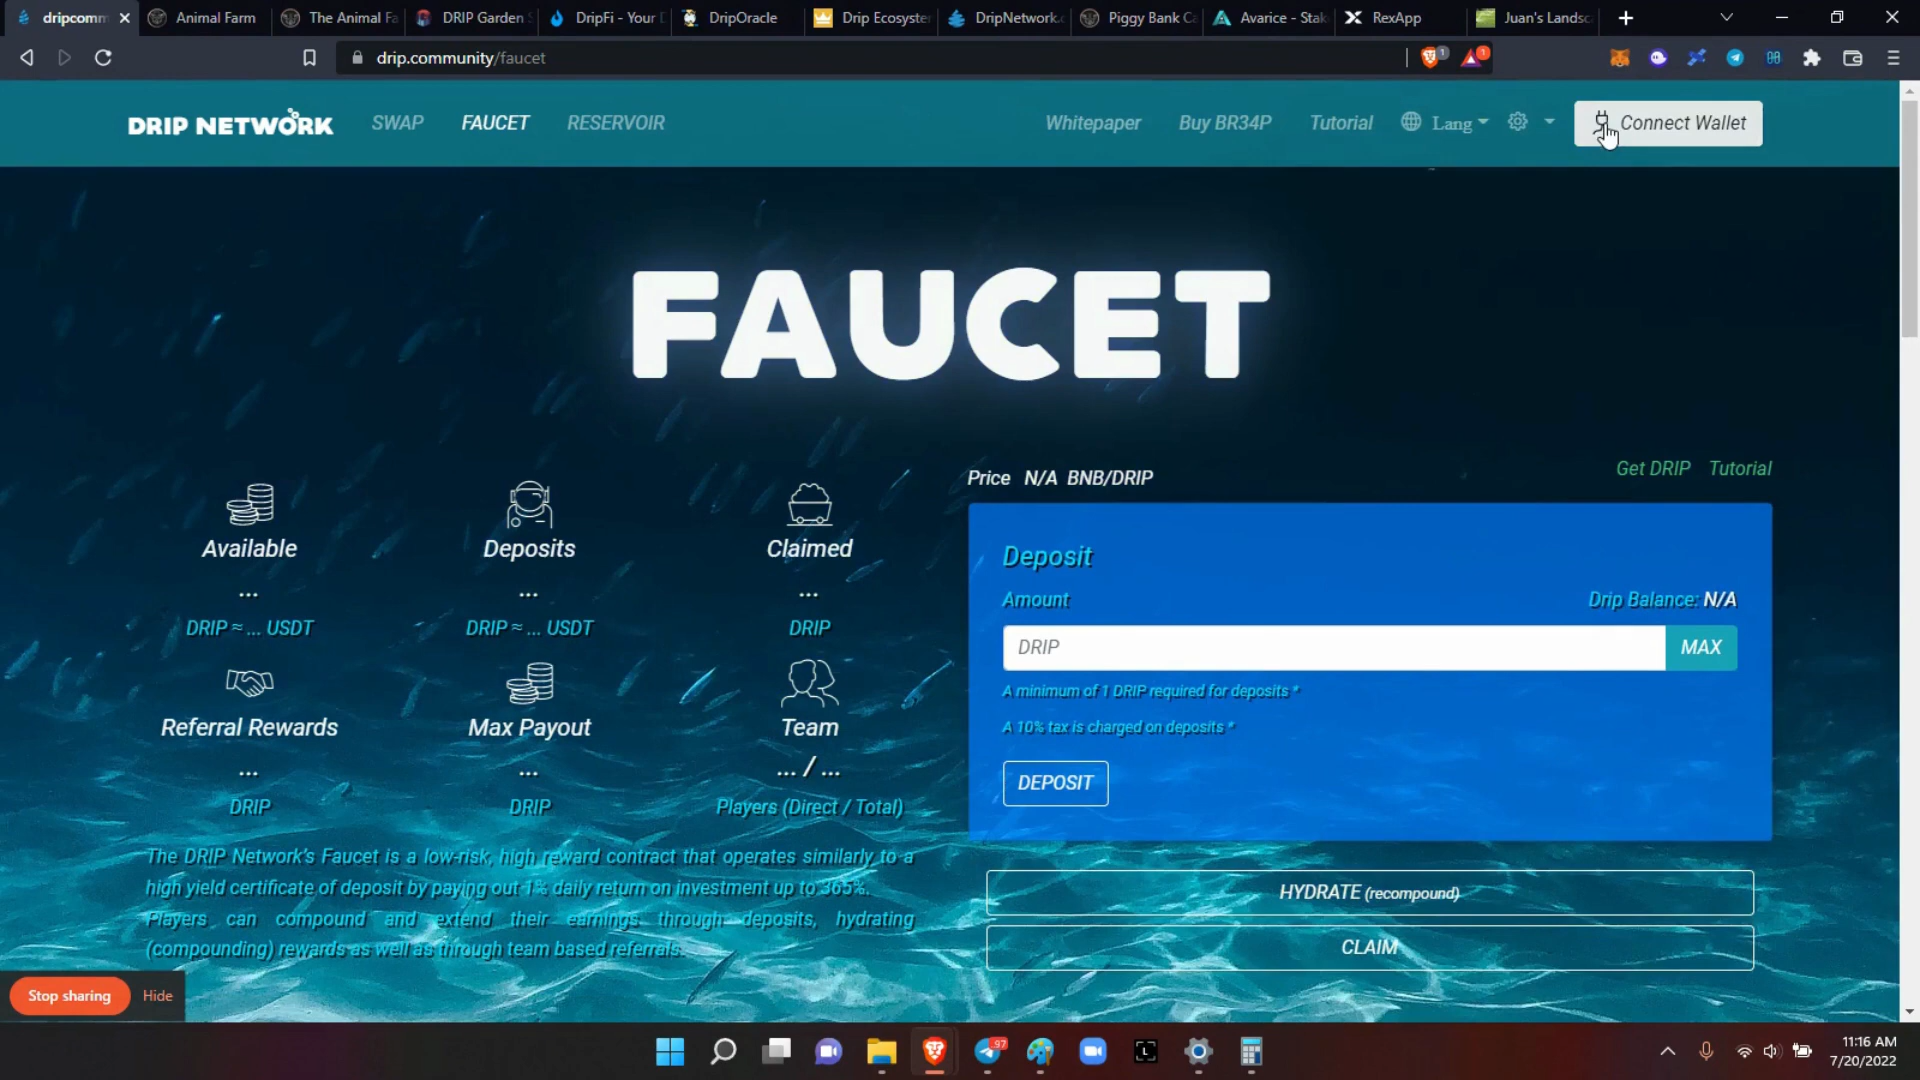 dripcomm
Animal Farm
The Animal Fa
DRIP Garden
DripFi - Your D
DripOracle
Drip Ecosyste
DripNetwork.c
Piggy Bank Ca
Avarice - Stak
RexApp
Juan's Landsc
drip.community/faucet
1
1
DRIP NETWORK
SWAP
FAUCET
RESERVOIR
Whitepaper
Buy BR34P
Tutorial
Lang
Connect Wallet
FAUCET
Price N/A BNB/DRIP
Get DRIP Tutorial
Available
...
DRIP ≈ ... USDT
Deposits
...
DRIP ≈ ... USDT
Claimed
...
DRIP
Referral Rewards
...
DRIP
Max Payout
...
DRIP
Team
... / ...
Players (Direct / Total)
The DRIP Network's Faucet is a low-risk, high reward contract that operates similarly to a
high yield certificate of deposit by paying out 1% daily return on investment up to 365%.
Players can compound and extend their earnings through deposits, hydrating
(compounding) rewards as well as through team based referrals.
Deposit
Amount
Drip Balance: N/A
DRIP
MAX
A minimum of 1 DRIP required for deposits *
A 10% tax is charged on deposits *
DEPOSIT
HYDRATE (recompound)
CLAIM
Stop sharing
Hide
97
L
11:16 AM
7/20/2022